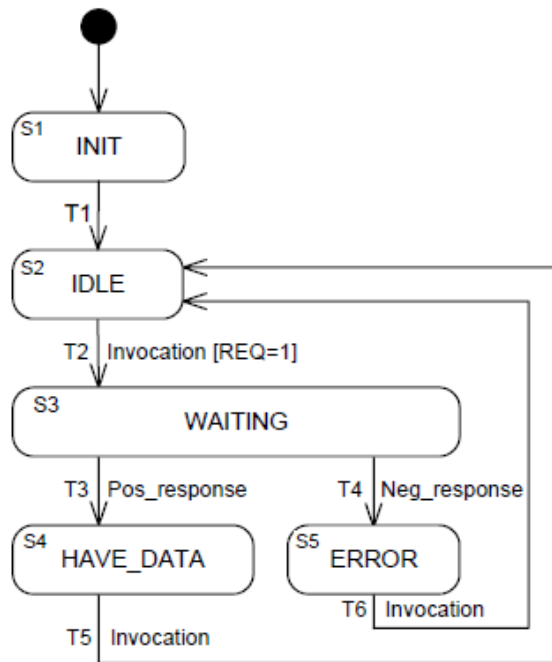 S1
INIT
T1
S2
IDLE
T2 Invocation [REQ=1]
S3
WAITING
T3 Pos_response
T4 Neg_response
S4
HAVE_DATA
S5
ERROR
T6 Invocation
T5 Invocation